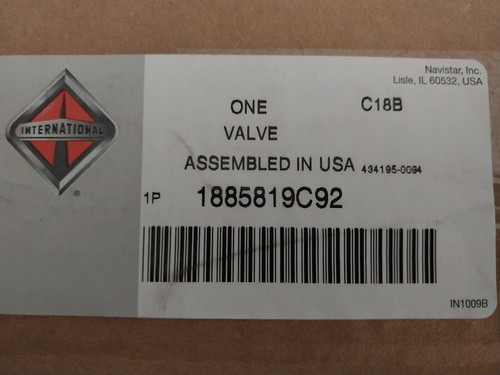 Navistar, Inc.
Lisle, IL 60532, USA
INTERNATIONAL
®
ONE C18B
VALVE
ASSEMBLED IN USA 434195-0094
1P 1885819C92
IN1009B